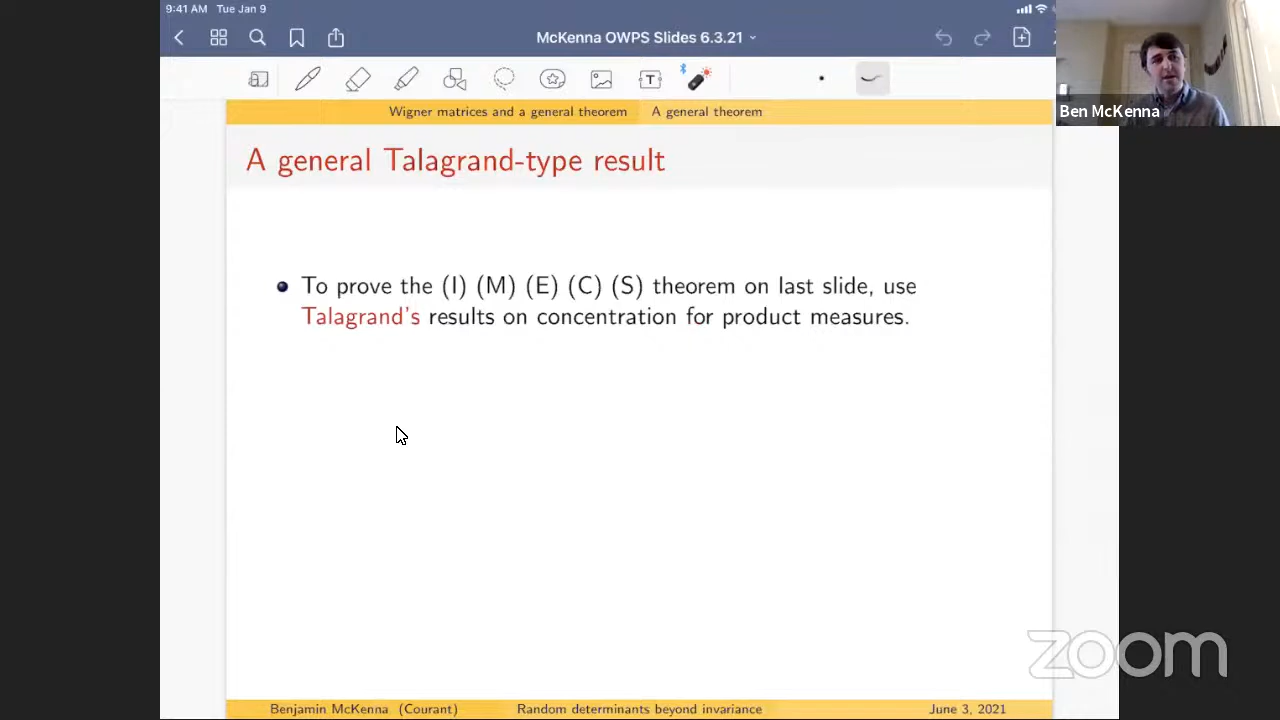 9:41 AM Tue Jan 9
McKenna OWPS Slides 6.3.21
T
Ben McKenna
Wigner matrices and a general theorem A general theorem
A general Talagrand-type result
To prove the (I) (M) (E) (C) (S) theorem on last slide, use
Talagrand's results on concentration for product measures.
zoom
Benjamin McKenna (Courant) Random determinants beyond invariance June 3, 2021